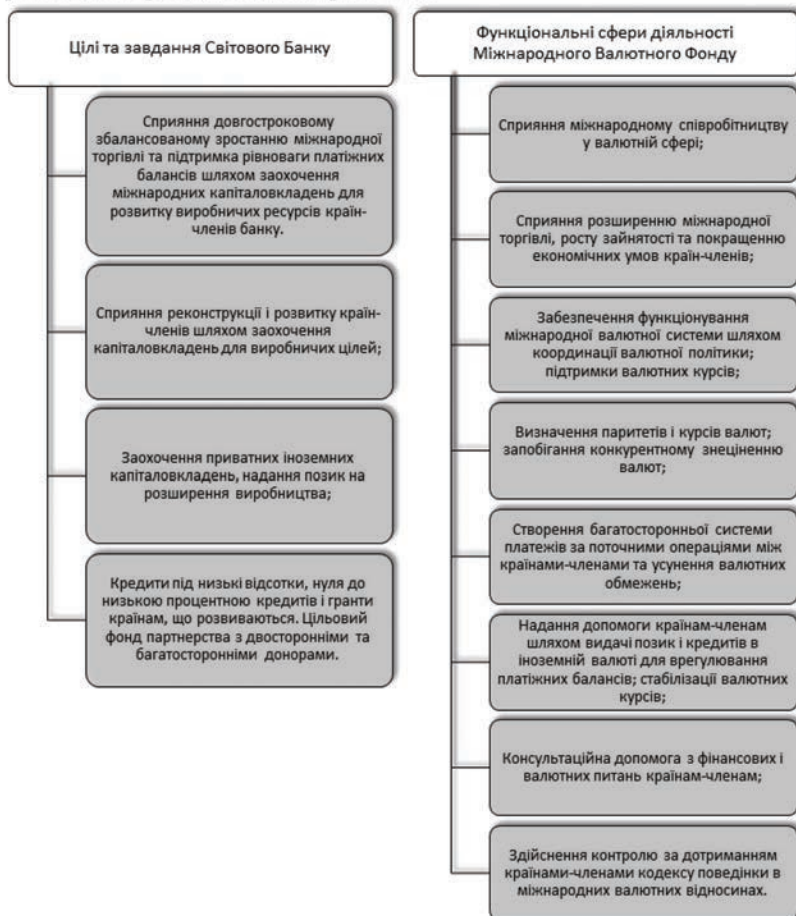 Цілі та завдання Світового Банку
Сприяння довгостроковому
збалансованому зростанню міжнародної
торгівлі та підтримка рівноваги платіжних
балансів шляхом заохочення
міжнародних капіталовкладень для
розвитку виробничих ресурсів країн-
членів банку.
Сприяння реконструкції і розвитку країн-
членів шляхом заохочення
капіталовкладень для виробничих цілей;
Заохочення приватних іноземних
капіталовкладень, надання позик на
розширення виробництва;
Кредити під низькі відсотки, нуля до
низькою процентною кредитів і гранти
країнам, що розвиваються. Цільовий
фонд партнерства з двосторонніми та
багатосторонніми донорами.
Функціональні сфери діяльності
Міжнародного Валютного Фонду
Сприяння міжнародному співробітництву
у валютній сфері;
Сприяння розширенню міжнародної
торгівлі, росту зайнятості та покращенню
економічних умов країн-членів;
Забезпечення функціонування
міжнародної валютної системи шляхом
координації валютної політики;
підтримки валютних курсів;
Визначення паритетів і курсів валют;
запобігання конкурентному знеціненню
валют;
Створення багатосторонньої системи
платежів за поточними операціями між
країнами-членами та усунення валютних
обмежень;
Надання допомоги країнам-членам
шляхом видачі позик і кредитів в
іноземній валюті для врегулювання
платіжних балансів; стабілізації валютних
курсів;
Консультаційна допомога з фінансових і
валютних питань країнам-членам;
Здійснення контролю за дотриманням
країнами-членами кодексу поведінки в
міжнародних валютних відносинах.